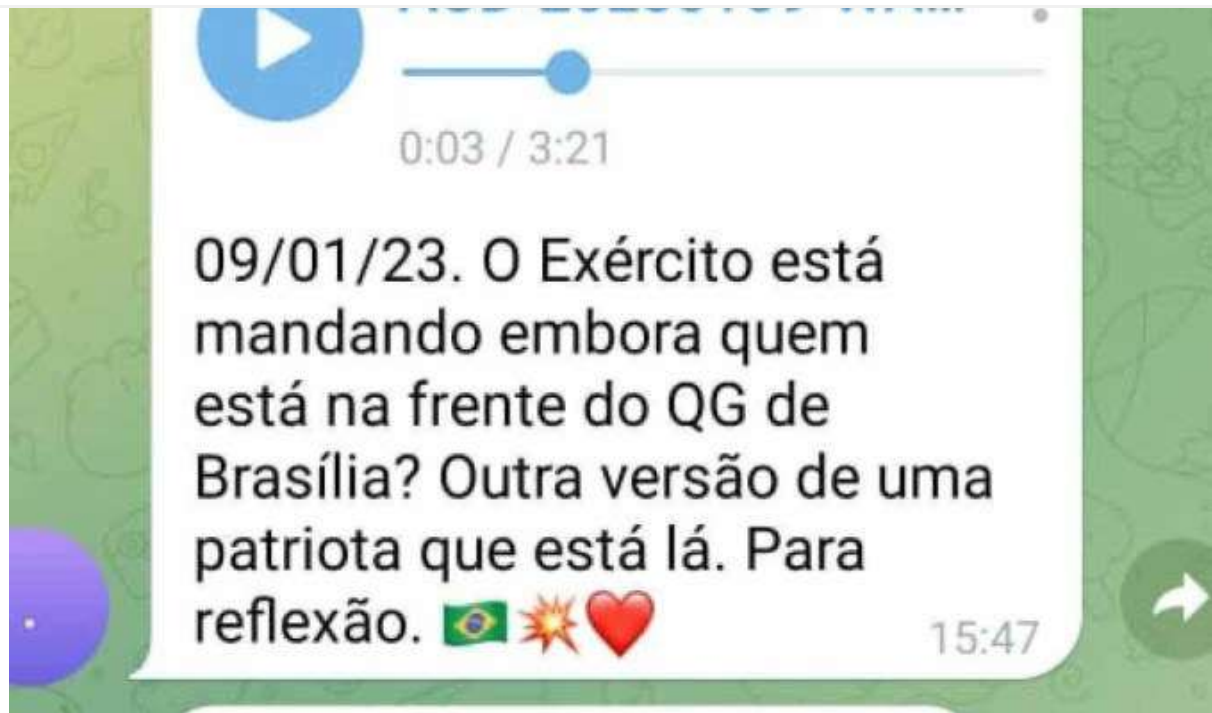 0:03 / 3:21
09/01/23. O Exército está
mandando embora quem
está na frente do QG de
Brasília? Outra versão de uma
patriota que está lá. Para
reflexão. 🇧🇷💥❤️
15:47